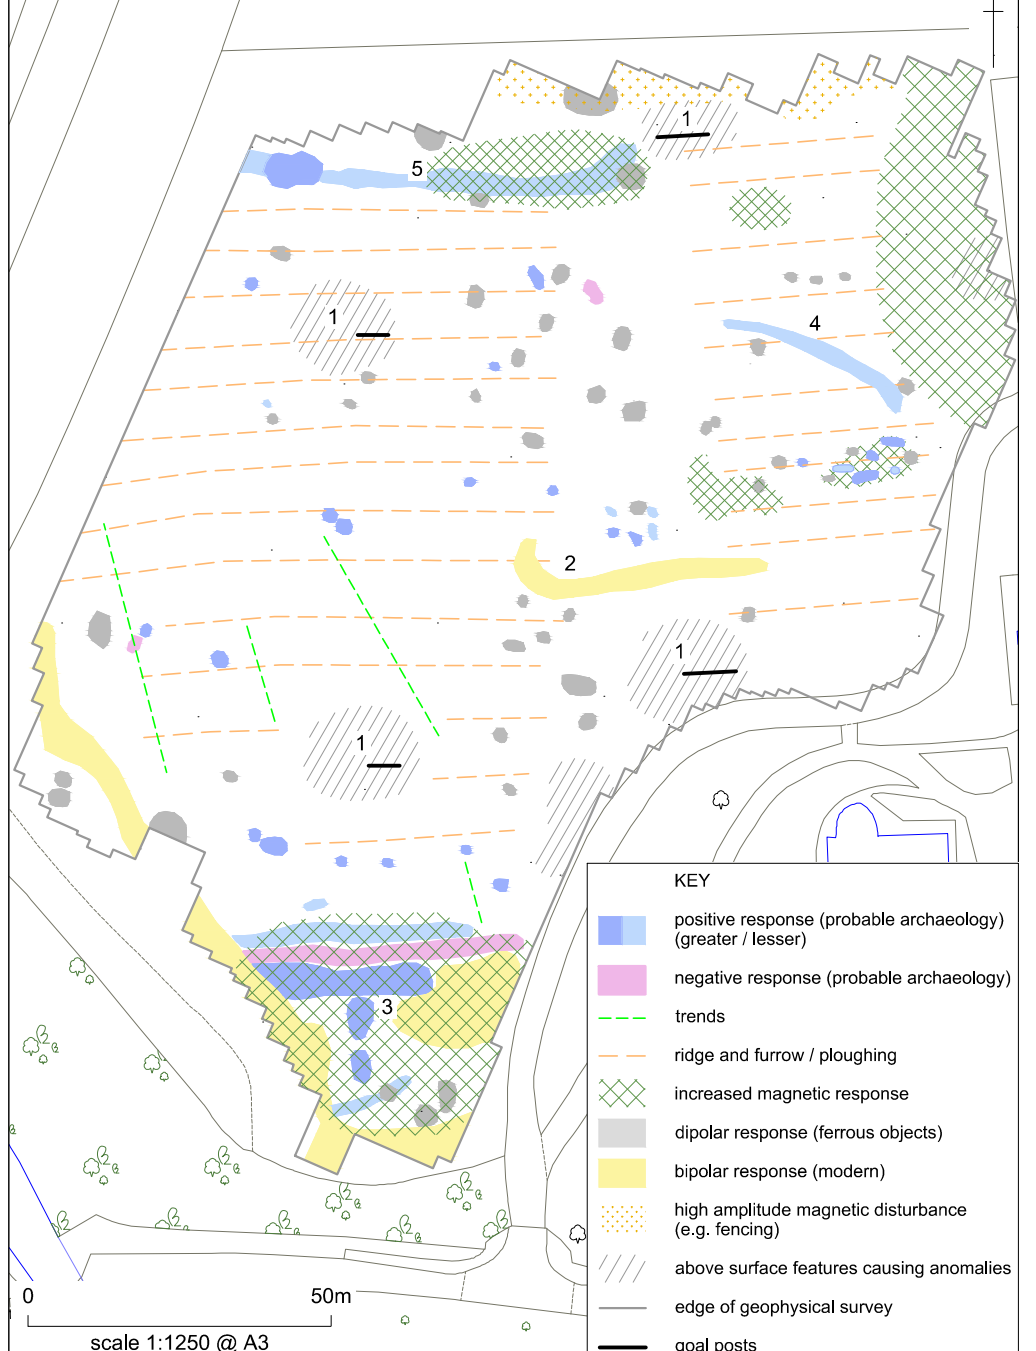 1
5
1
4
2
1
1
3
KEY
positive response (probable archaeology)
(greater / lesser)
negative response (probable archaeology)
trends
ridge and furrow / ploughing
increased magnetic response
dipolar response (ferrous objects)
bipolar response (modern)
high amplitude magnetic disturbance
(e.g. fencing)
above surface features causing anomalies
edge of geophysical survey
goal posts
0 50m
scale 1:1250 @ A3